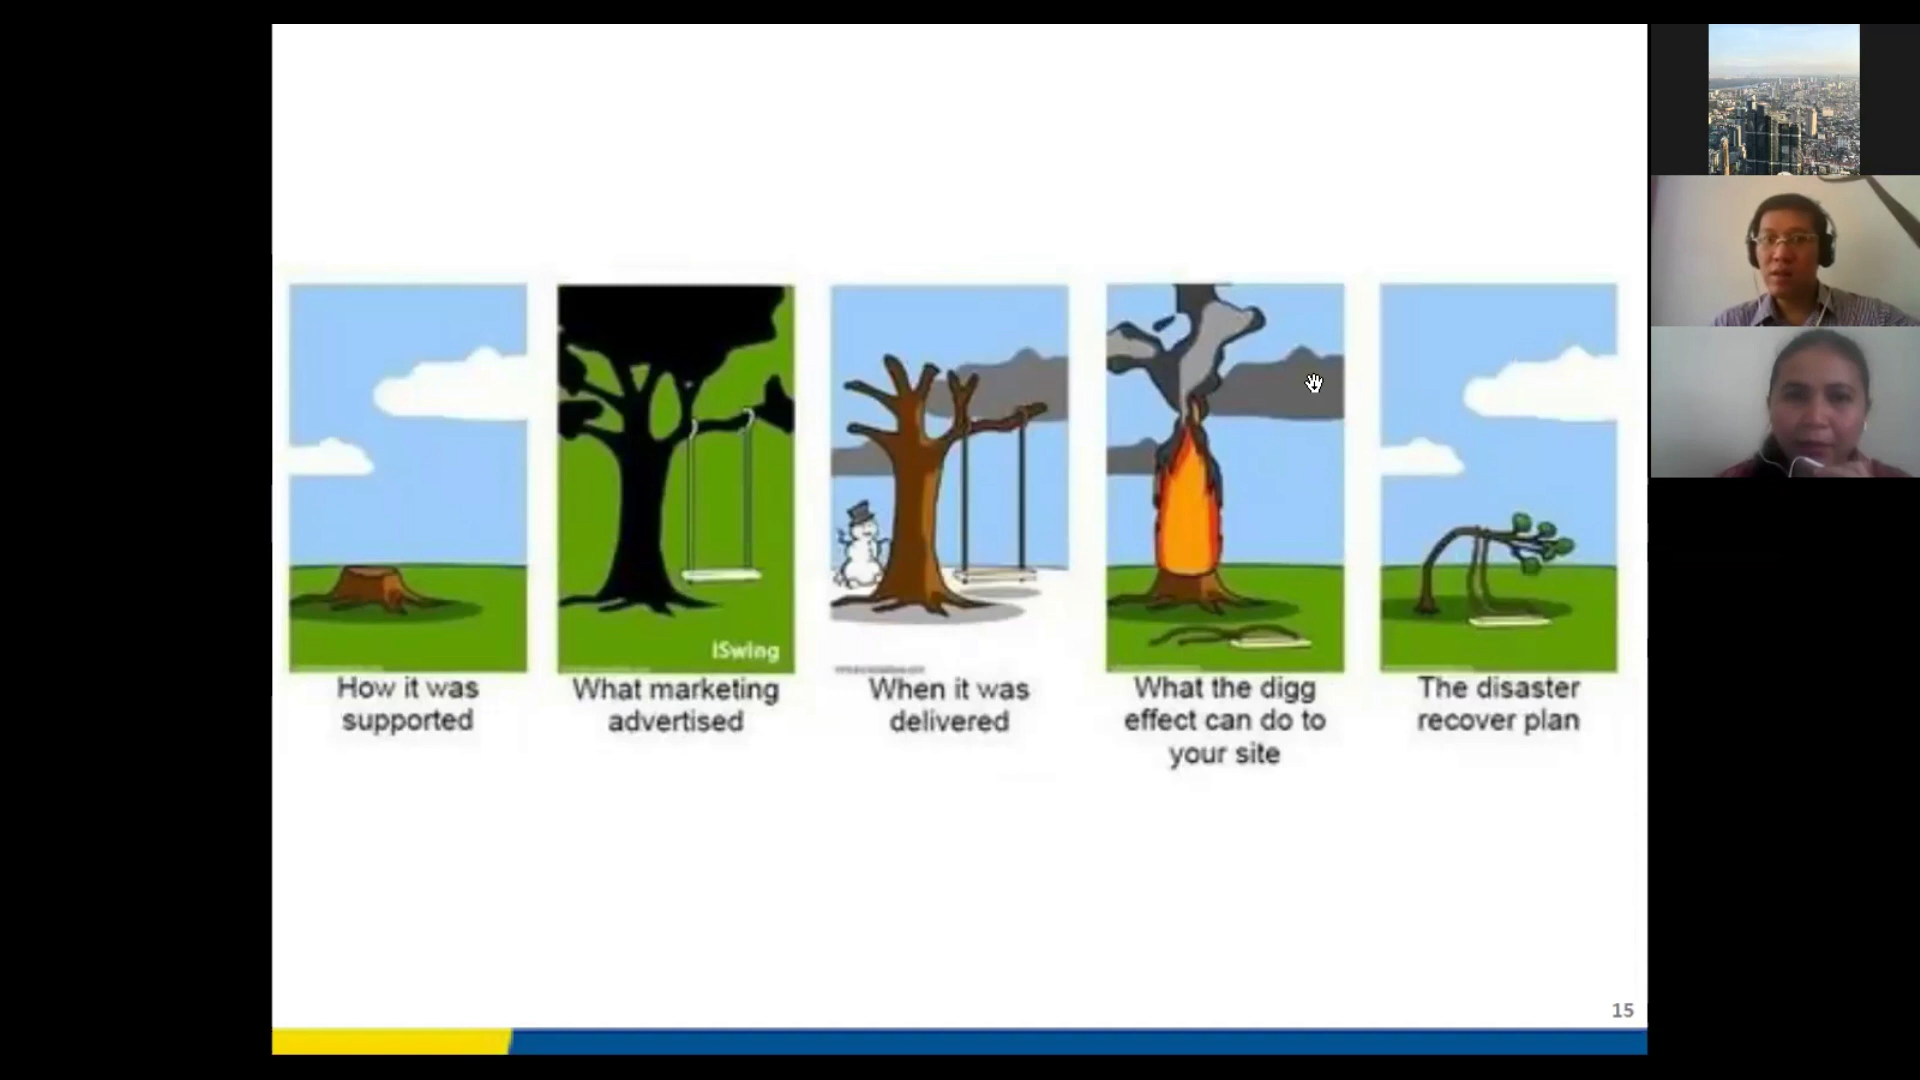 iSwing
How it was
supported
What marketing
advertised
When it was
delivered
What the digg
effect can do to
your site
The disaster
recover plan
15